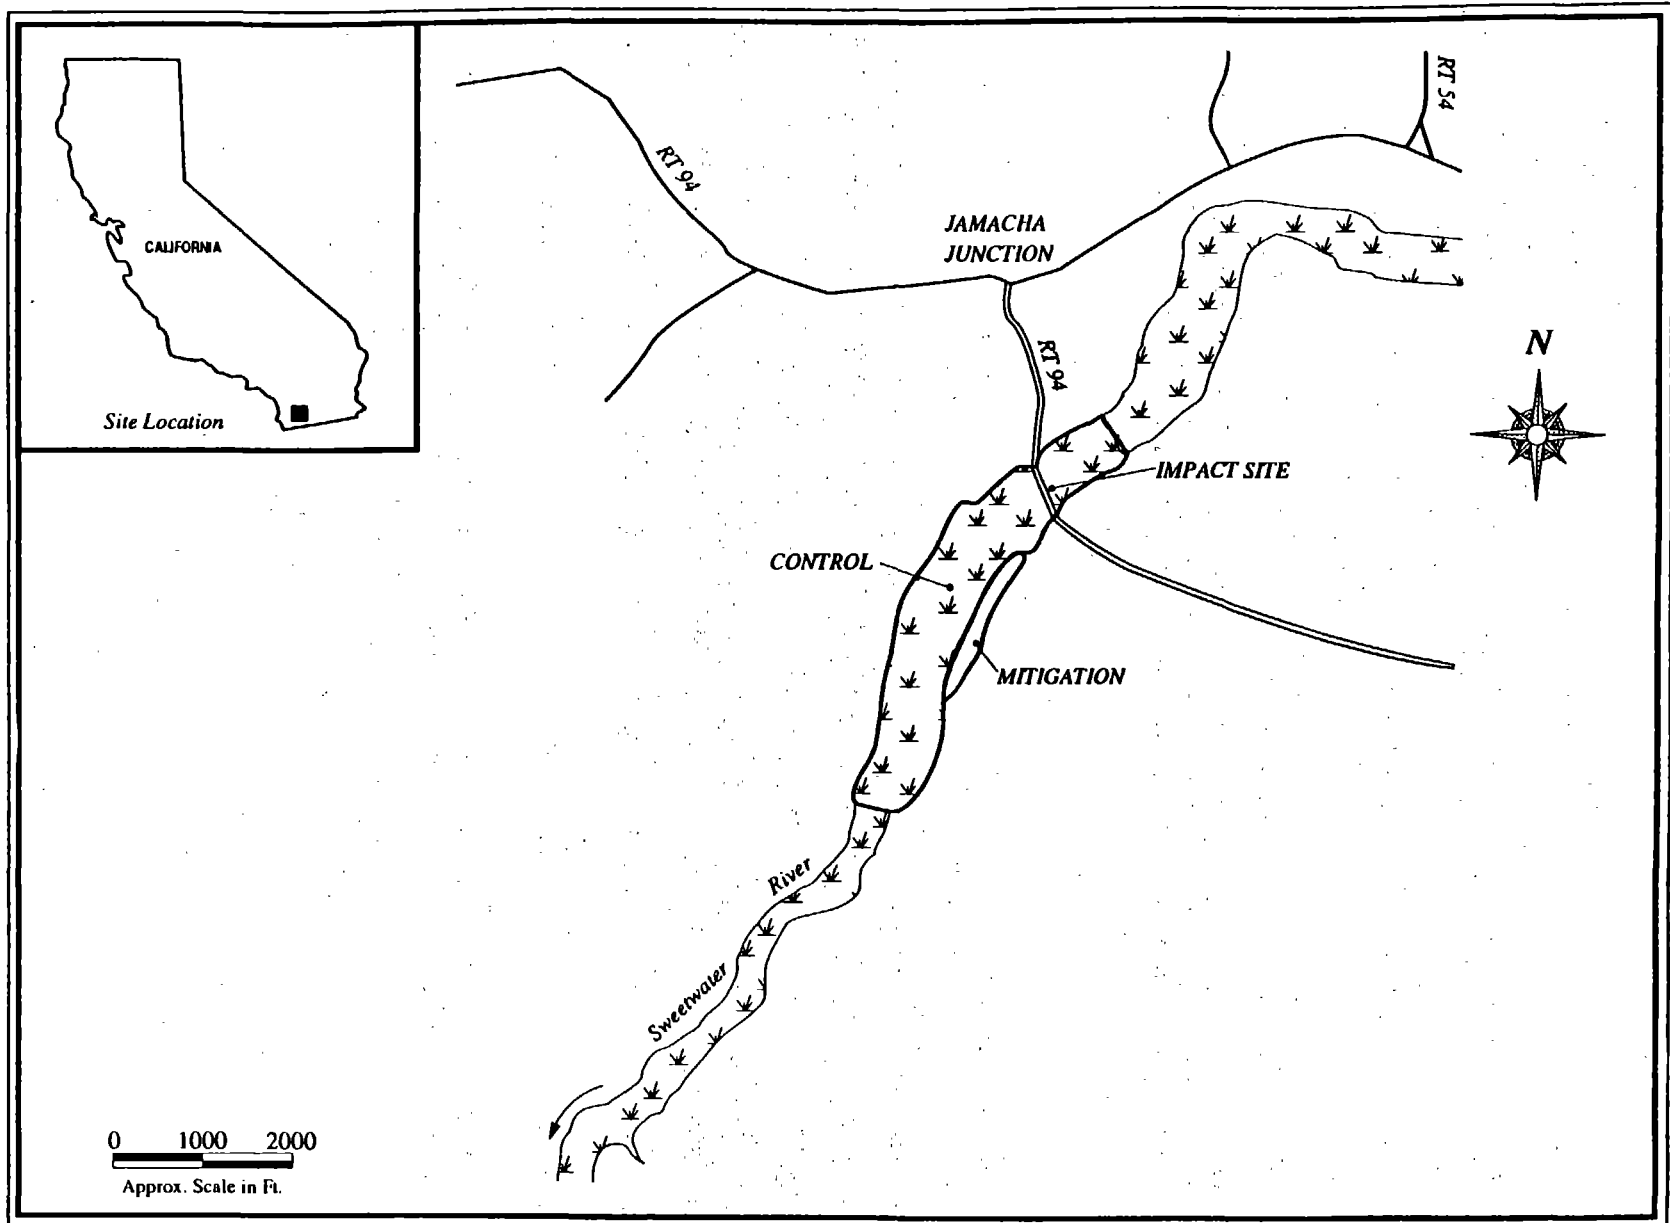 CALIFORNIA
Site Location
RT 94
RT 54
JAMACHA
JUNCTION
RT 94
N
IMPACT SITE
CONTROL
MITIGATION
River
Sweetwater
0 1000 2000
Approx. Scale in Ft.